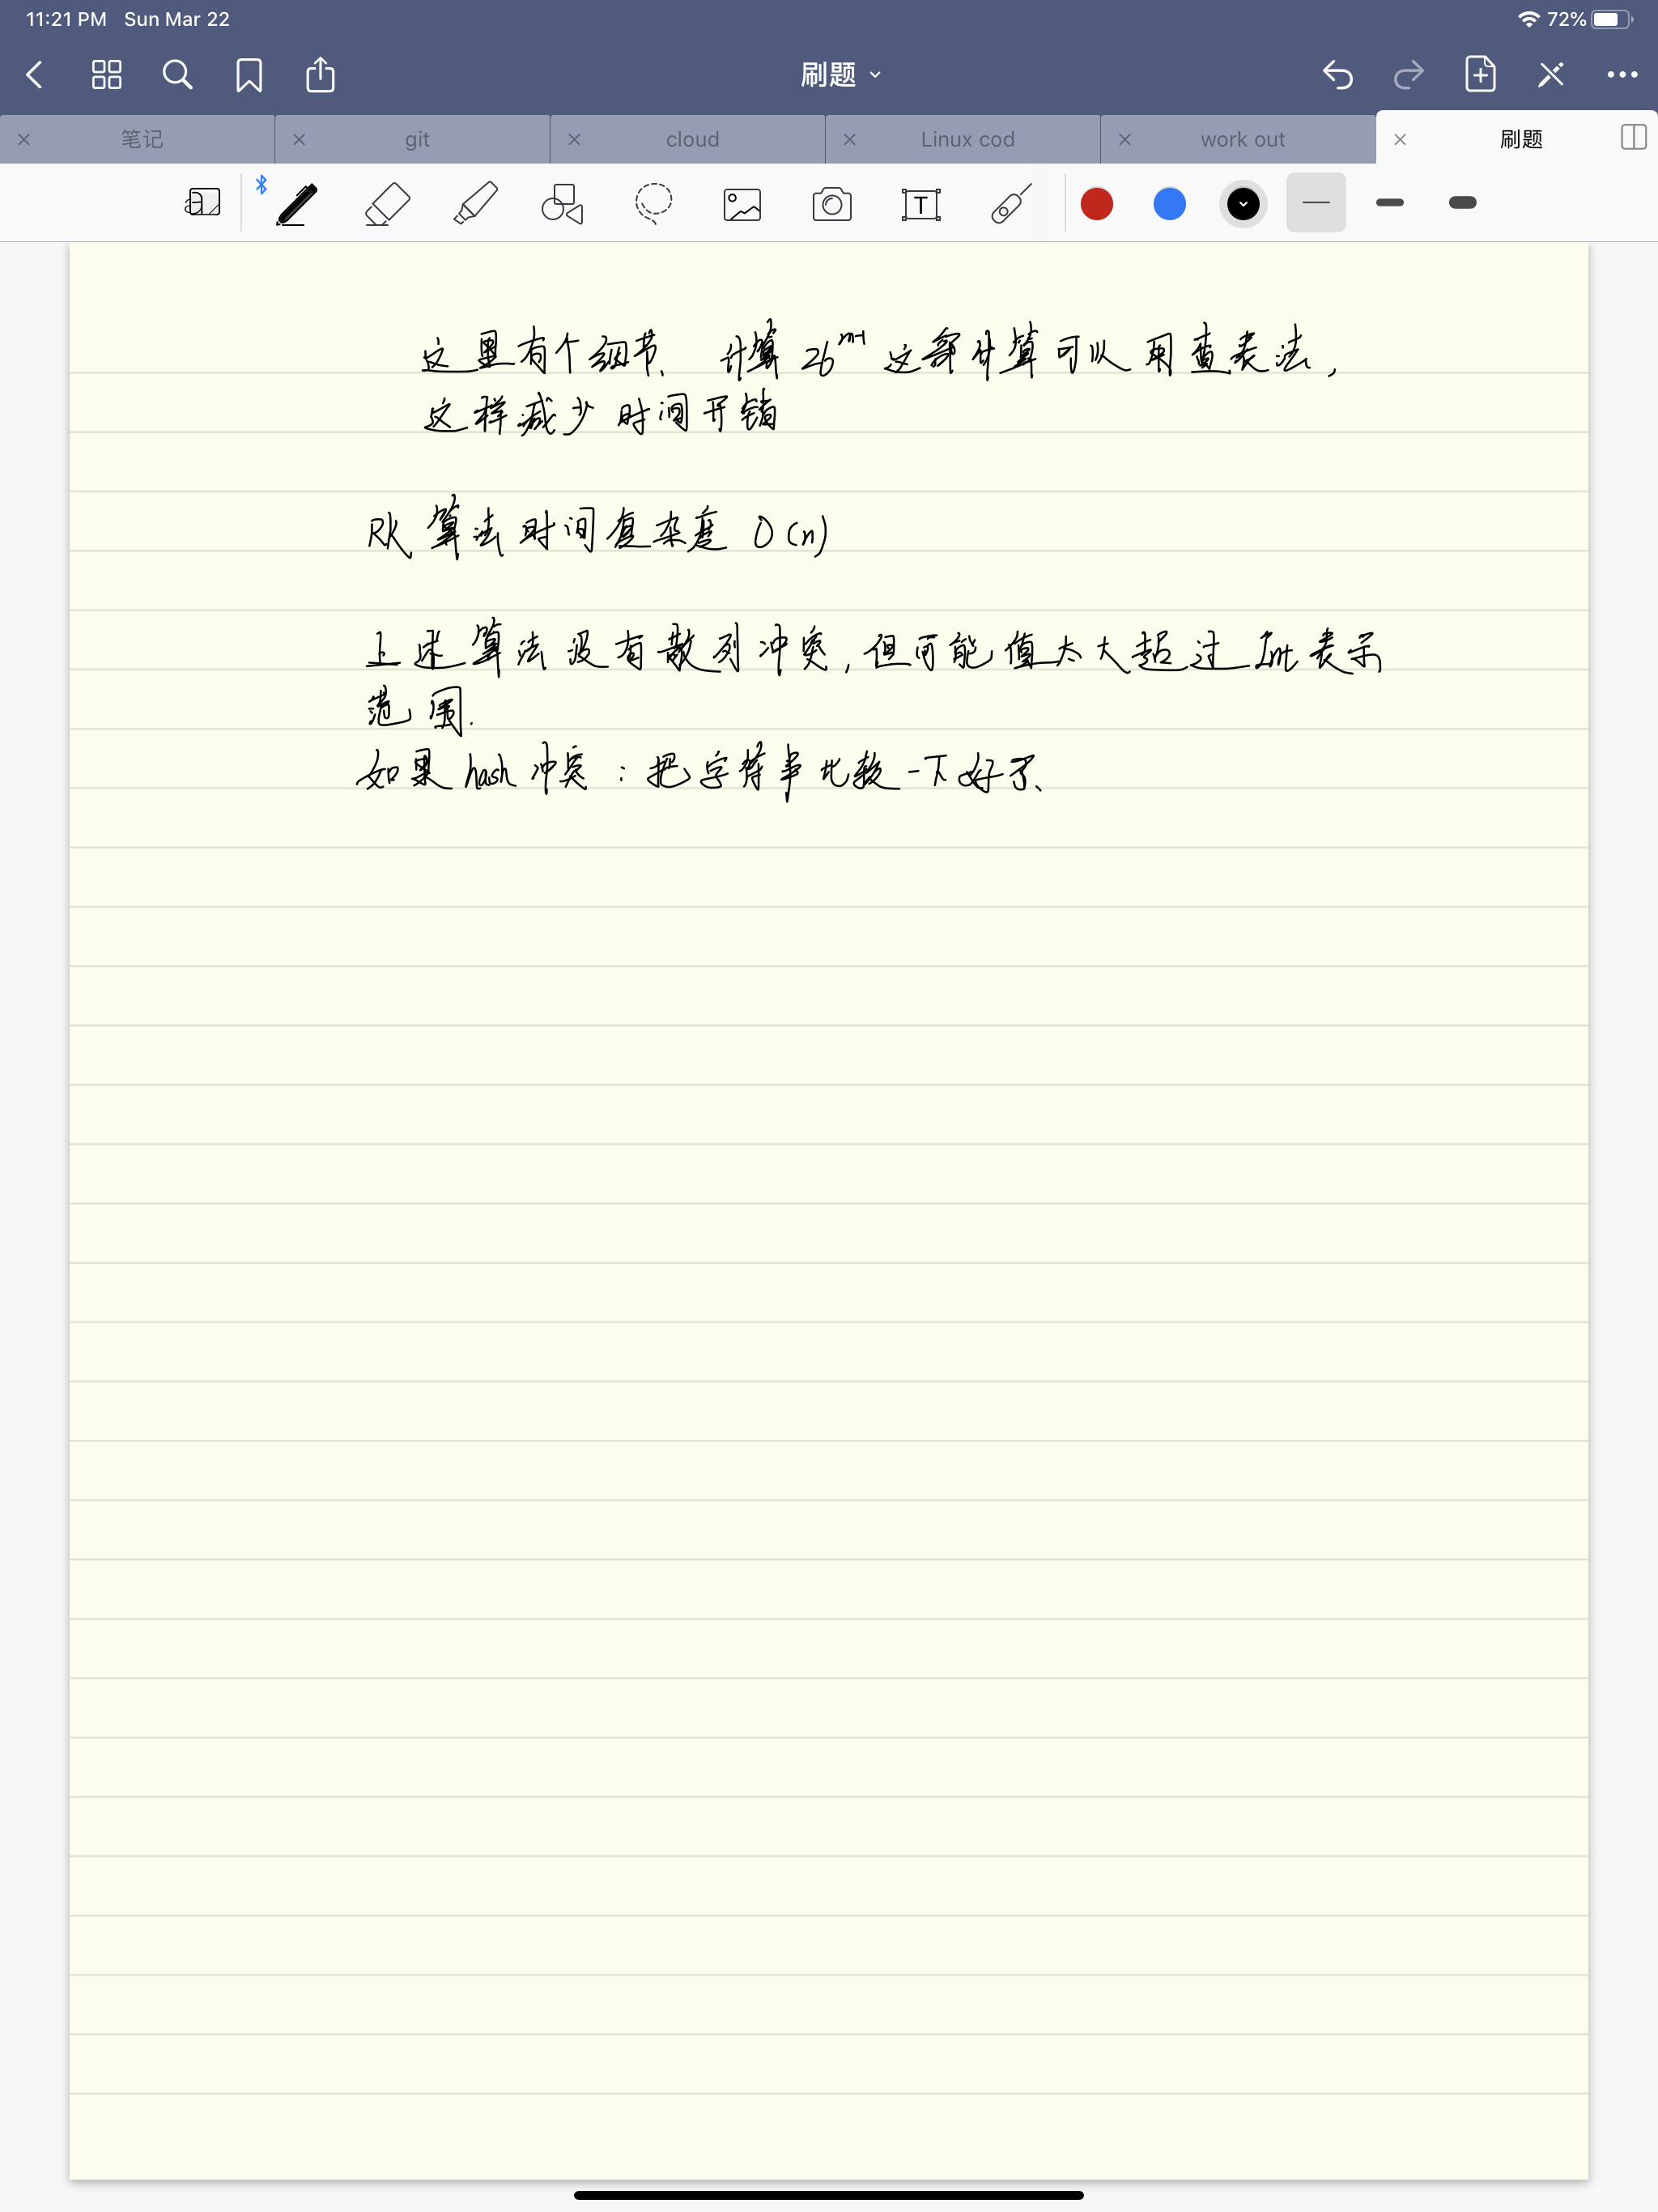 11:21 PM Sun Mar 22 72%
刷题
笔记 git cloud Linux cod work out 刷题
T
这里有个细节、计算 26^m-1 这部分计算可以用查表法,
这样减少时间开销
RK 算法时间复杂度 O(n)
上述算法没有散列冲突,但可能值太大超过 Int 表示
范围.
如果 hash 冲突:把字符串比较一下好了、